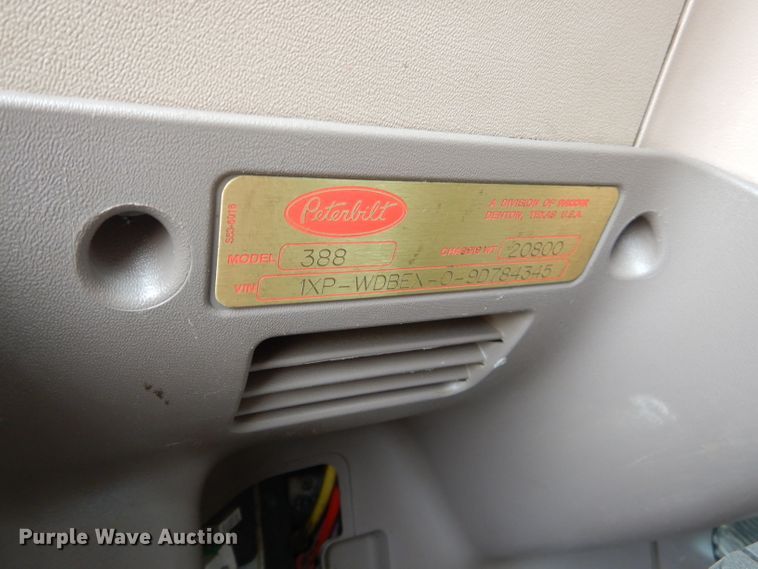 Peterbilt
A DIVISION OF PACCAR
DENTON, TEXAS U.S.A.
MODEL 388 CHASSIS WT 20800
VIN 1XP-WDBEX-0-9D784345
Purple Wave Auction